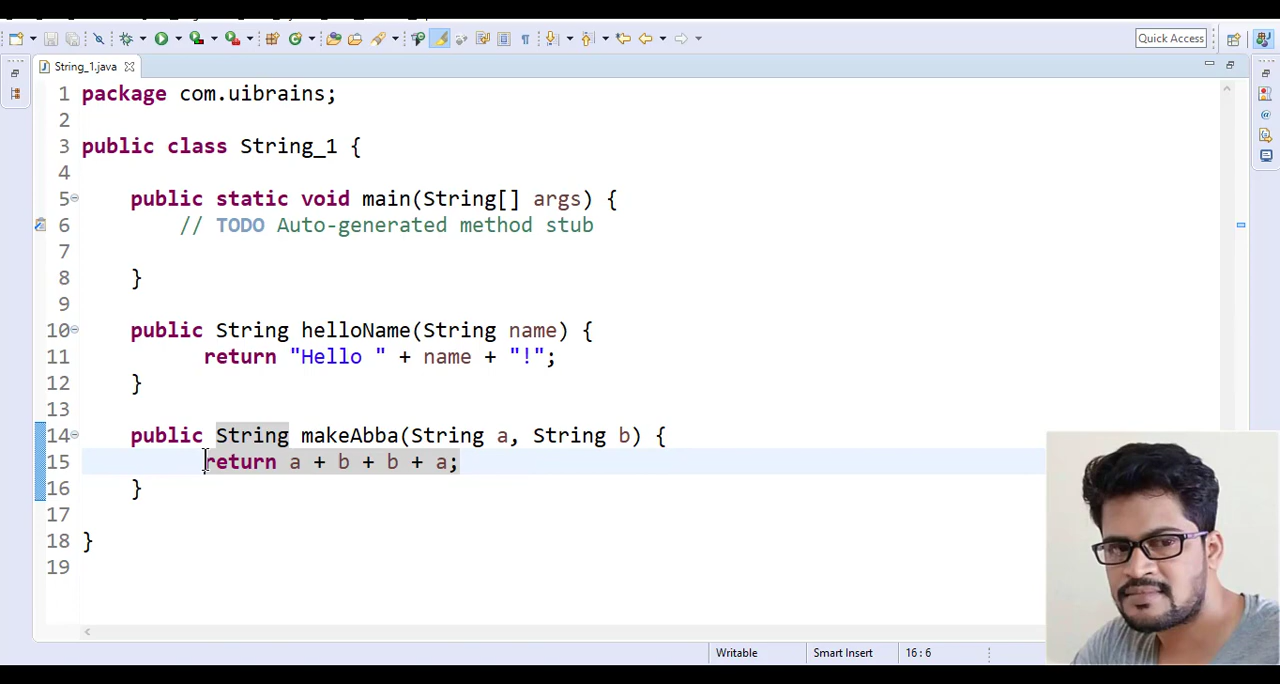 Quick Access
String_1.java
1 package com.uibrains;
2
3 public class String_1 {
4
5 public static void main(String[] args) {
6 // TODO Auto-generated method stub
7
8 }
9
10 public String helloName(String name) {
11 return "Hello " + name + "!";
12 }
13
14 public String makeAbba(String a, String b) {
15 return a + b + b + a;
16 }
17
18 }
19
Writable Smart Insert 16 : 6